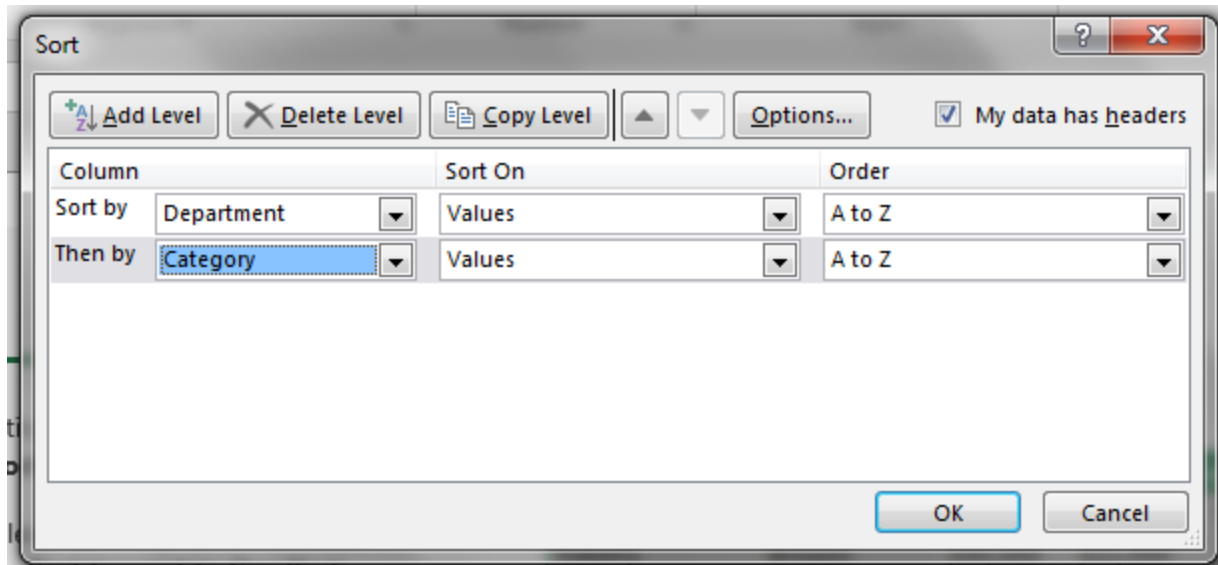 Sort
Add Level Delete Level Copy Level Options... My data has headers
Column Sort On Order
Sort by Department Values A to Z
Then by Category Values A to Z
OK Cancel